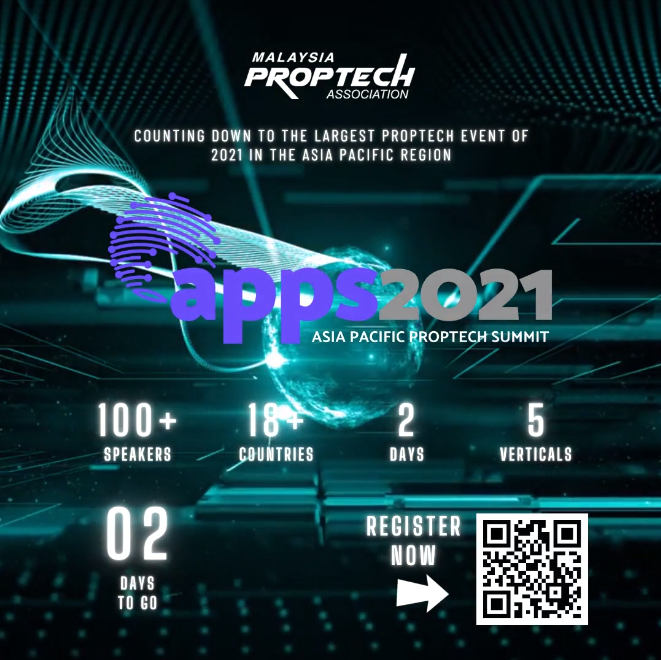 MALAYSIA
PROPTECH
ASSOCIATION
COUNTING DOWN TO THE LARGEST PROPTECH EVENT OF
2021 IN THE ASIA PACIFIC REGION
apps2021
ASIA PACIFIC PROPTECH SUMMIT
100+ 18+ 2 5
SPEAKERS COUNTRIES DAYS VERTICALS
02
DAYS
TO GO
REGISTER
NOW